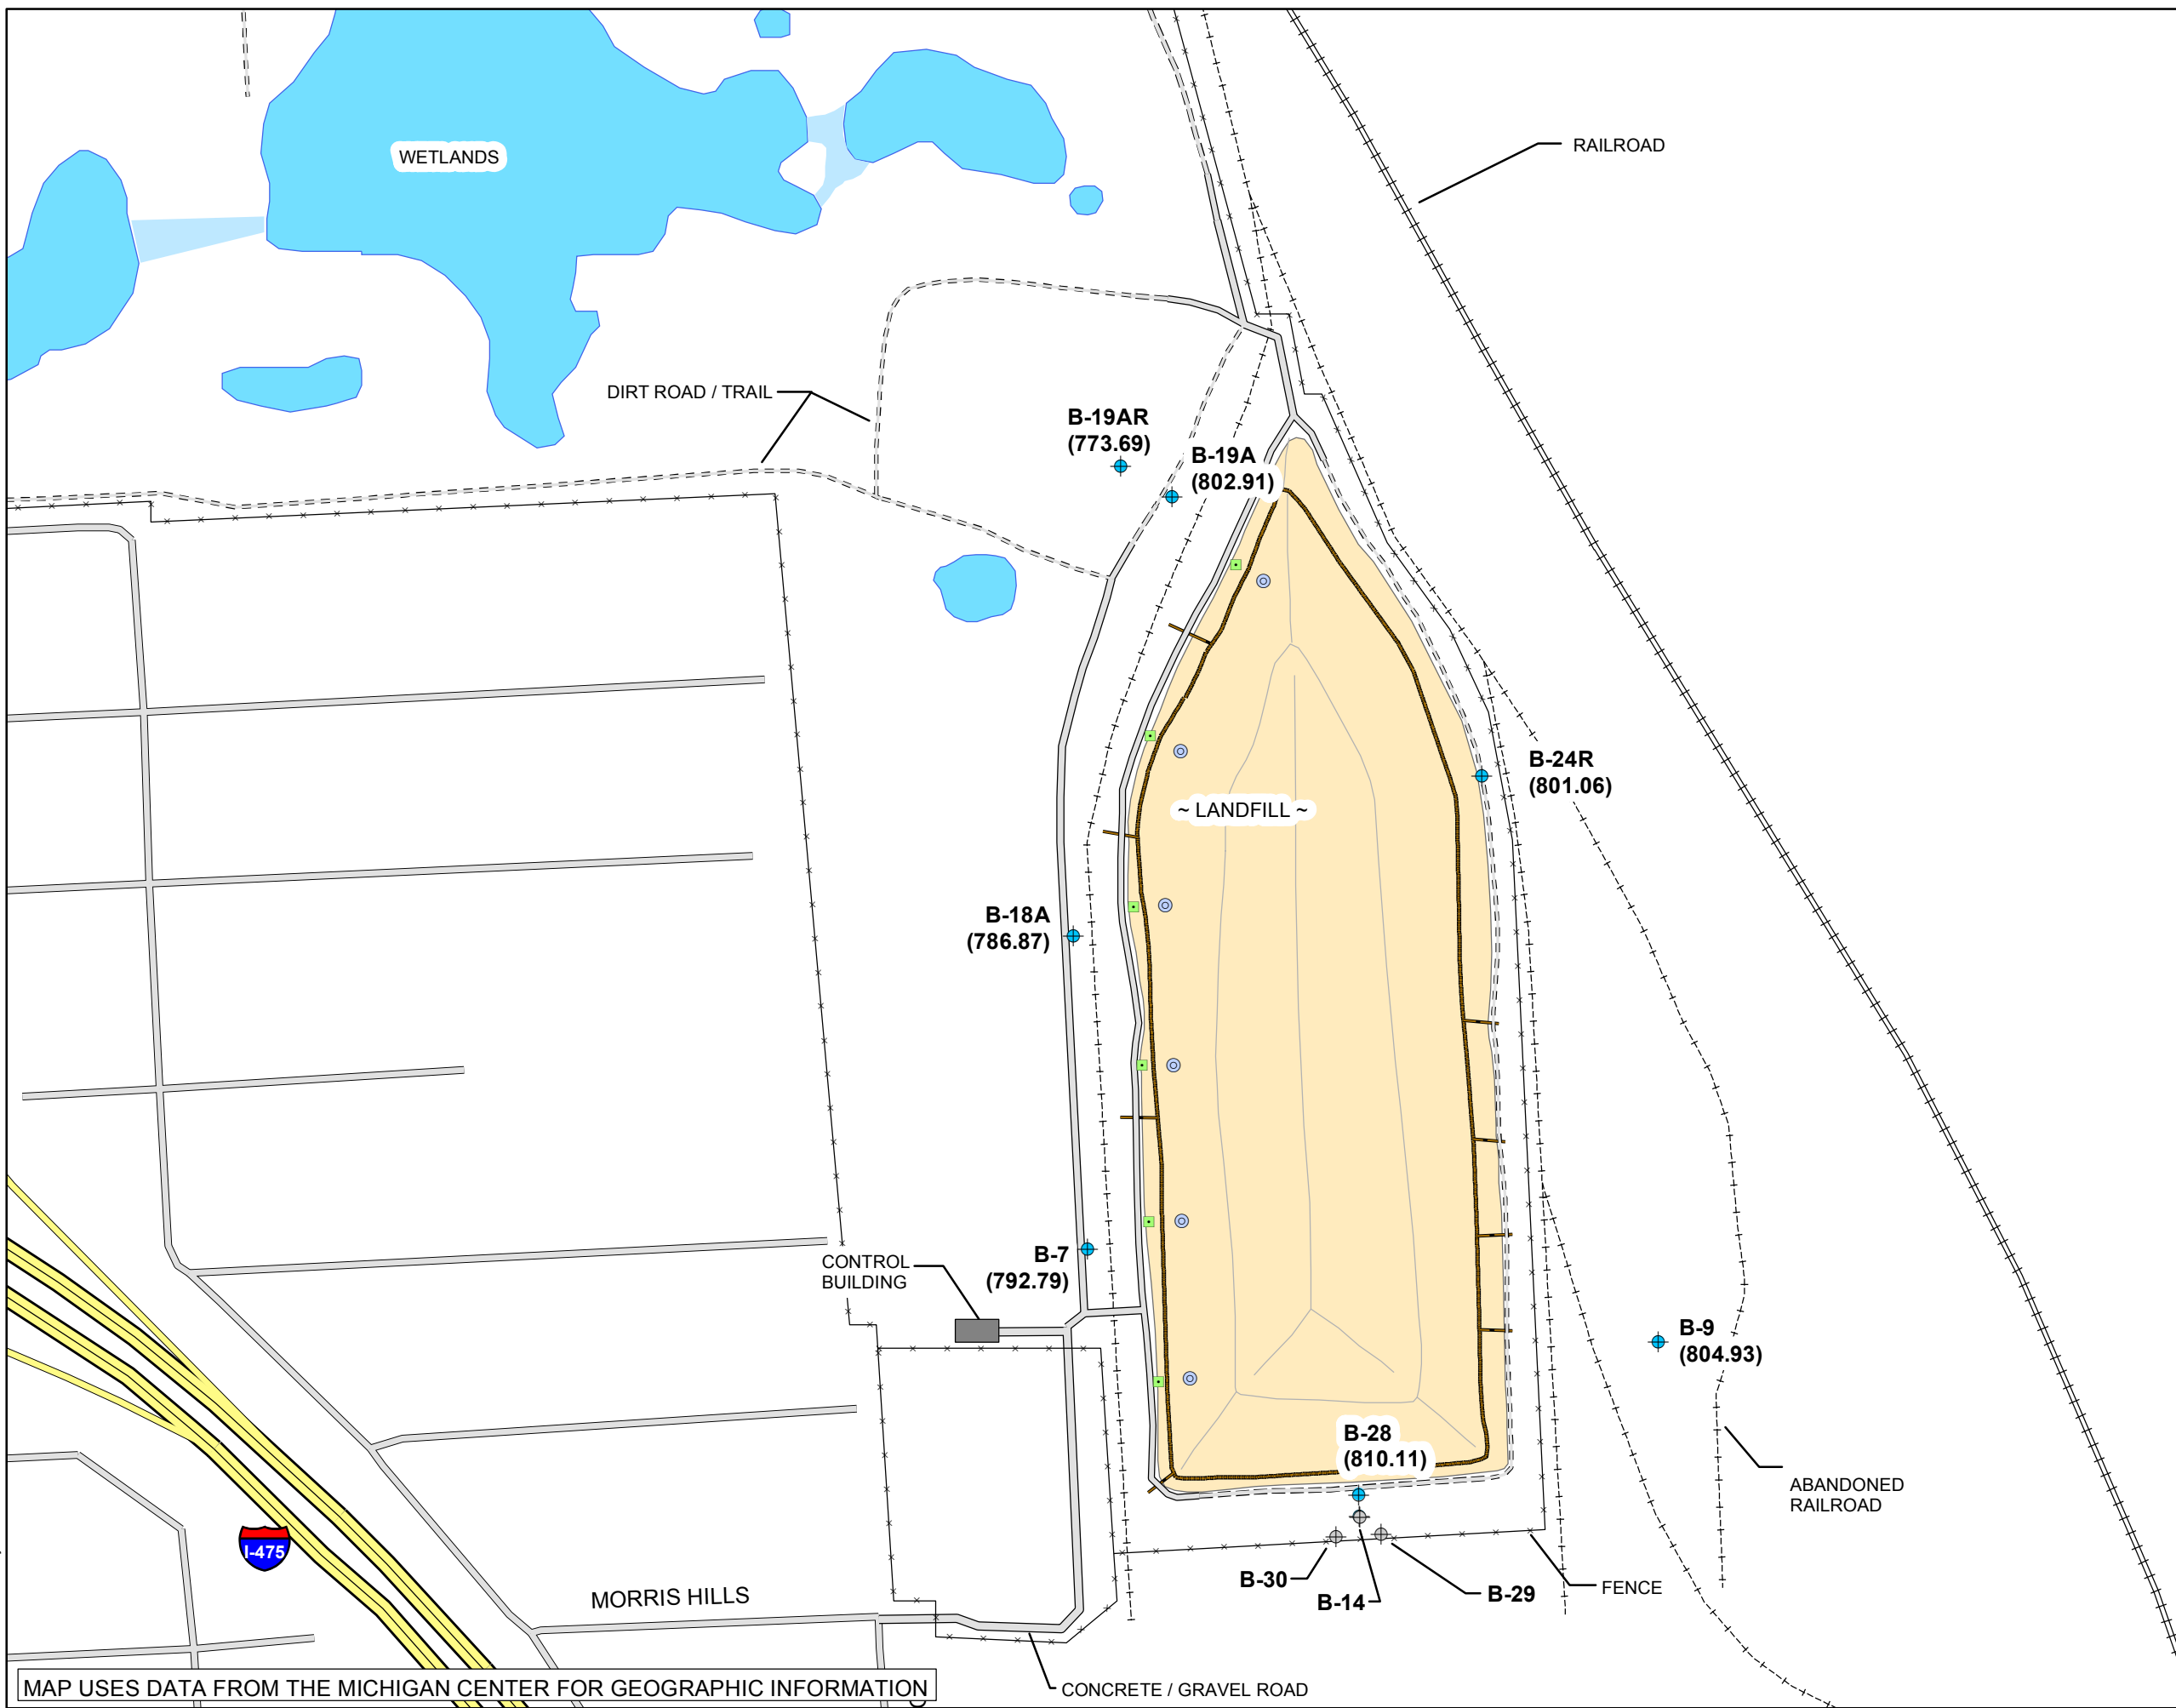 WETLANDS
RAILROAD
DIRT ROAD / TRAIL
B-19AR
(773.69)
B-19A
(802.91)
B-24R
(801.06)
~ LANDFILL ~
B-18A
(786.87)
B-7
(792.79)
CONTROL
BUILDING
B-9
(804.93)
B-28
(810.11)
ABANDONED
RAILROAD
I-475
B-30
B-14
B-29
FENCE
MORRIS HILLS
MAP USES DATA FROM THE MICHIGAN CENTER FOR GEOGRAPHIC INFORMATION
CONCRETE / GRAVEL ROAD